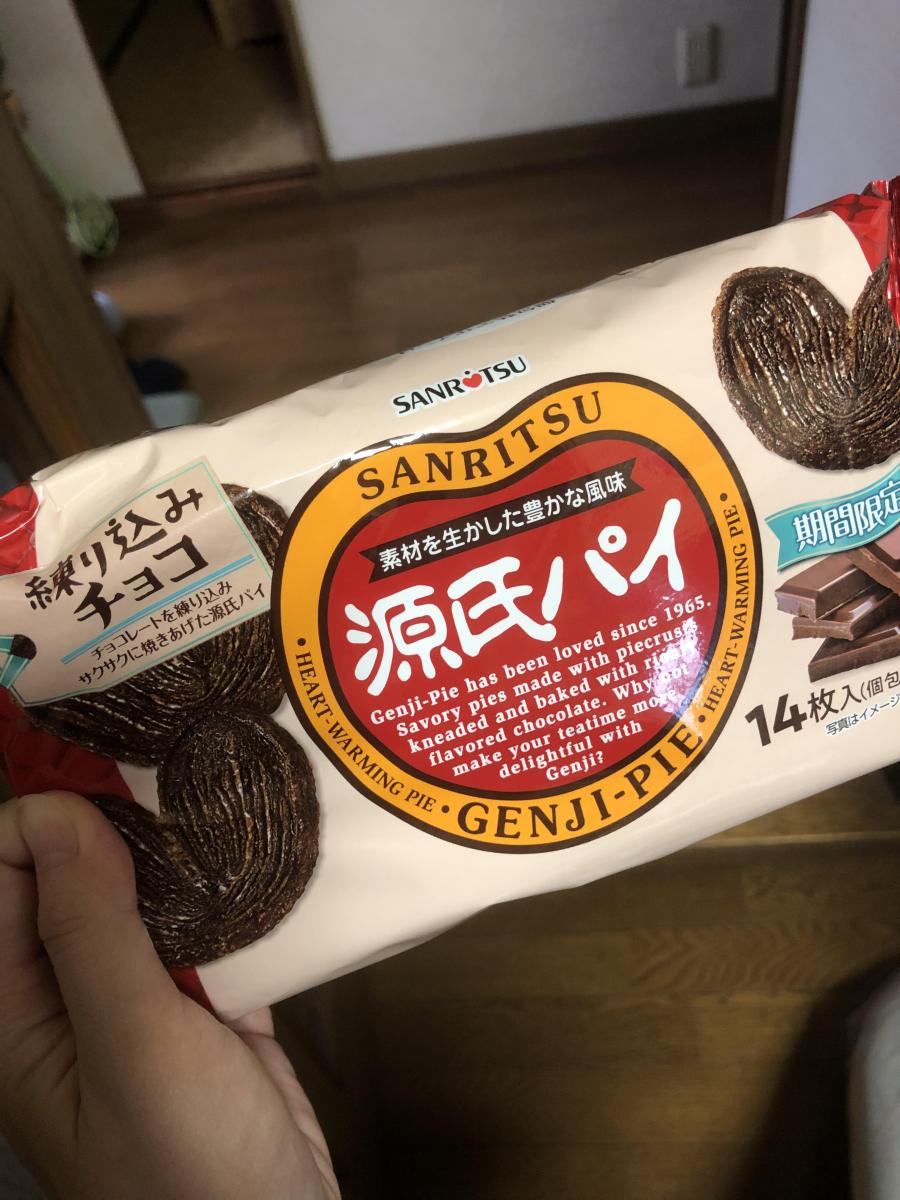 SANRITSU
SANRITSU
素材を生かした豊かな風味
源氏パイ
Genji-Pie has been loved since 1965.
Savory pies made with piecrusts
kneaded and baked with rich
flavored chocolate. Why not
make your teatime more
delightful with
Genji?
HEART-WARMING PIE
GENJI-PIE
HEART-WARMING PIE
練り込み
チョコ
チョコレートを練り込み
サクサクに焼きあげた源氏パイ
期間限定
14枚入(個包
写真はイメージ